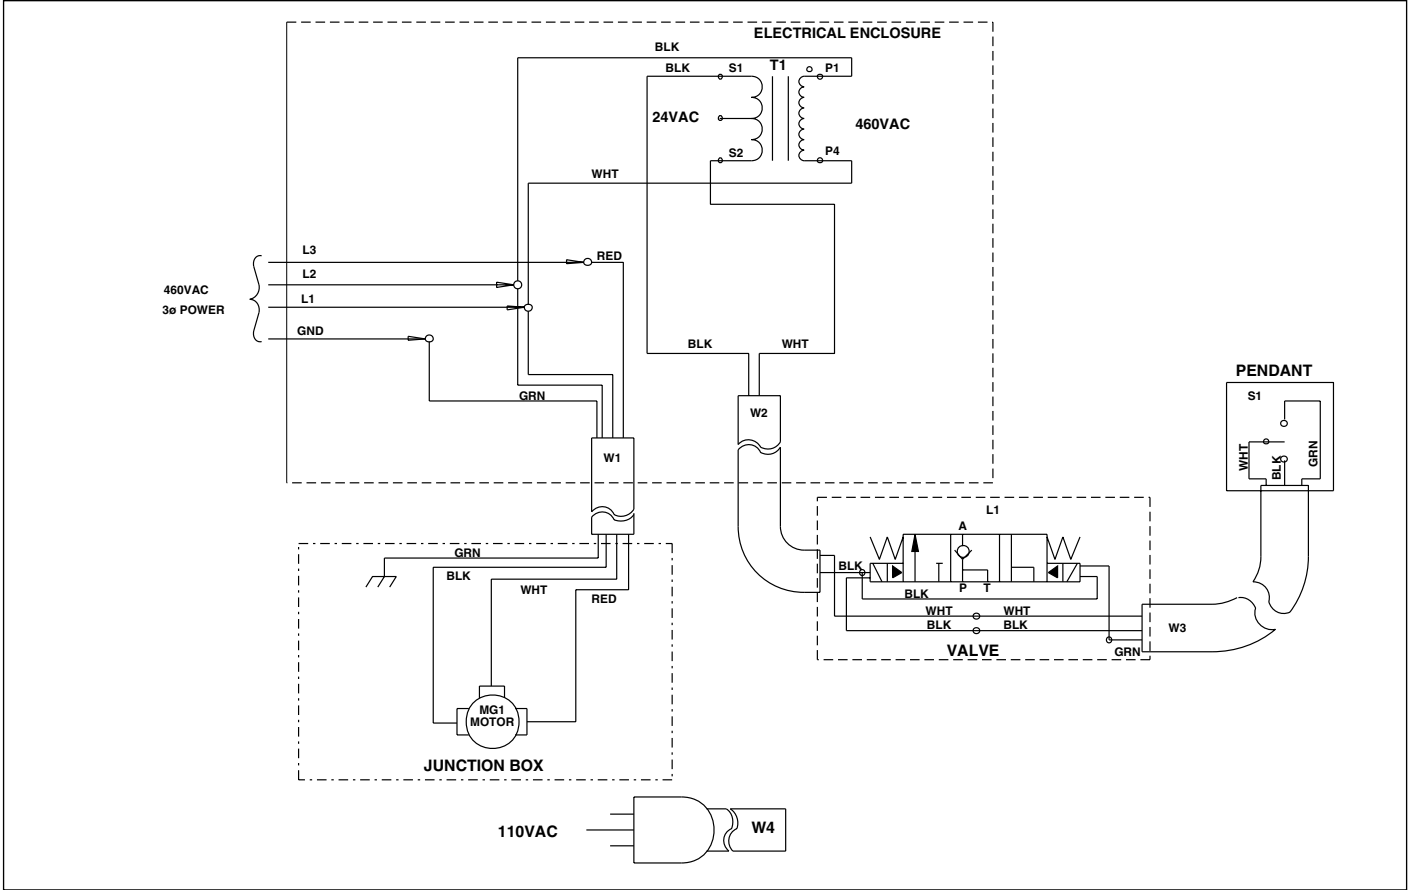 ELECTRICAL ENCLOSURE
BLK
BLK
S1
T1
P1
24VAC
460VAC
S2
P4
WHT
L3
RED
L2
460VAC
3ø POWER
L1
GND
BLK
WHT
GRN
W2
W1
PENDANT
S1
WHT
BLK
GRN
L1
A
BLK
P
T
BLK
WHT
WHT
BLK
BLK
W3
VALVE
GRN
GRN
BLK
WHT
RED
MG1
MOTOR
JUNCTION BOX
110VAC
W4